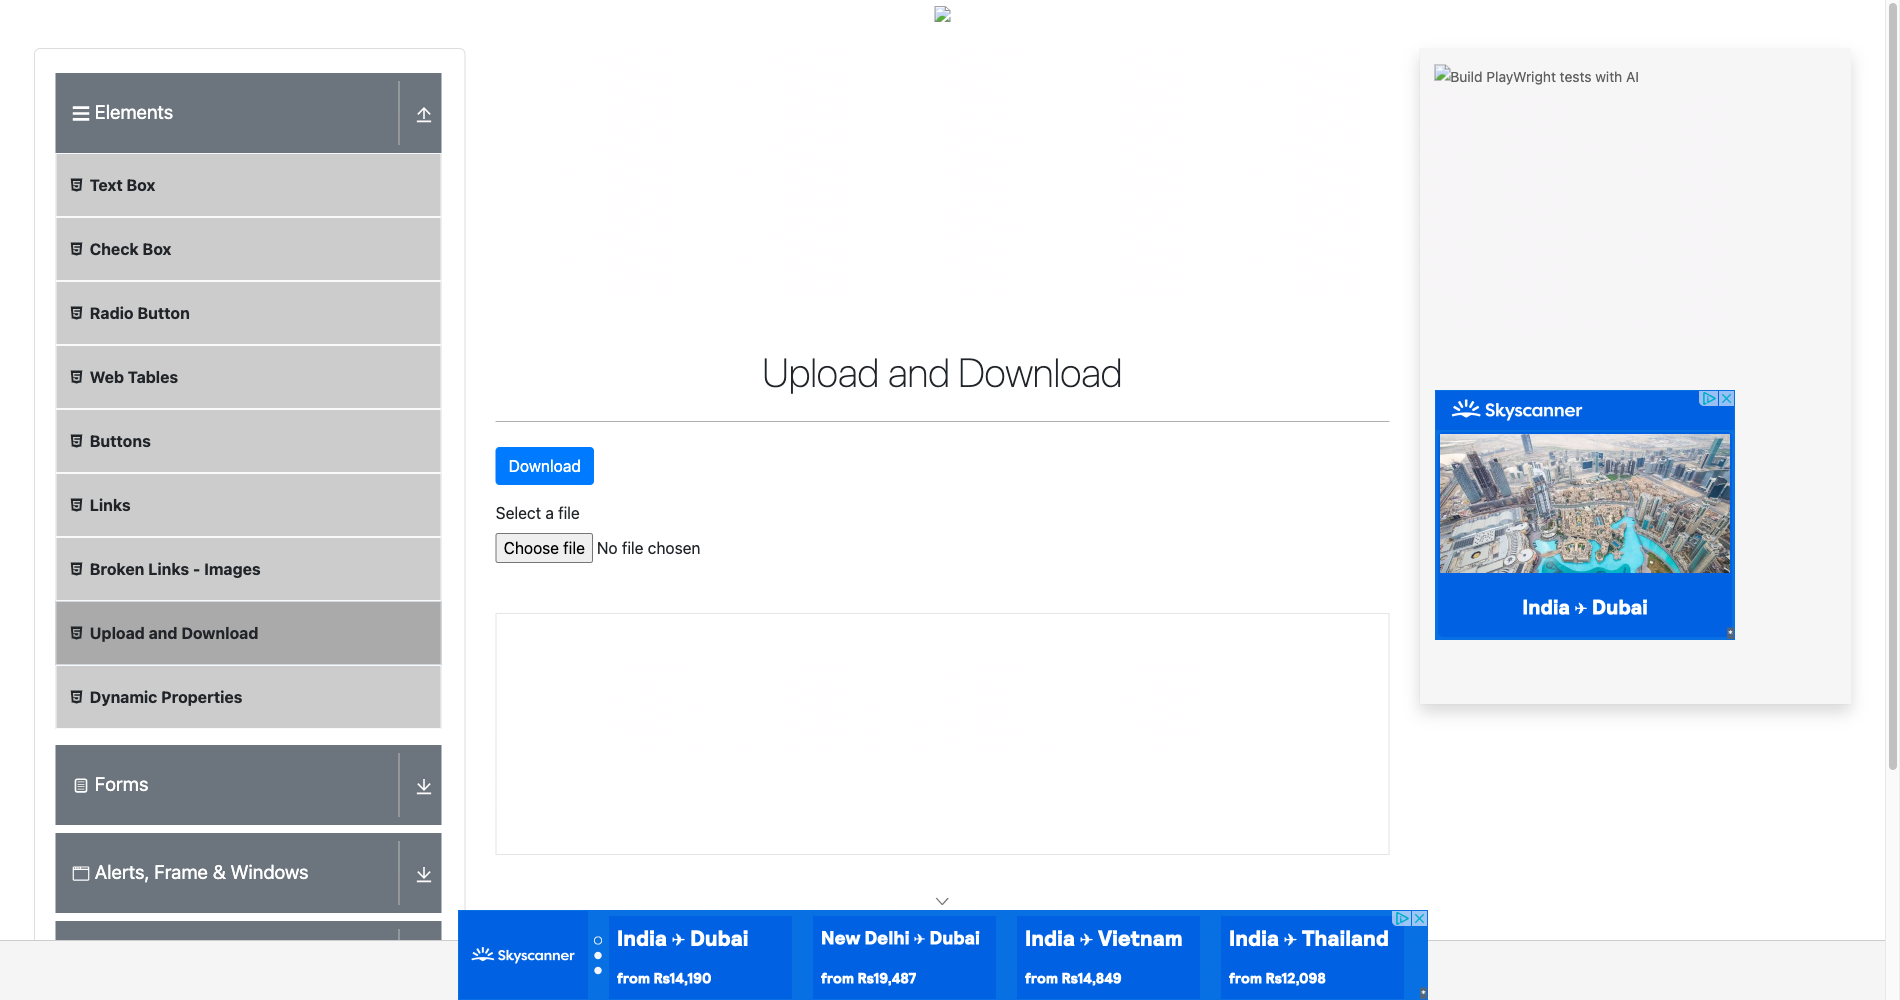 Elements
Text Box
Check Box
Radio Button
Web Tables
Buttons
Links
Broken Links - Images
Upload and Download
Dynamic Properties
Forms
Alerts, Frame & Windows
Upload and Download
Download
Select a file
Choose file No file chosen
Build PlayWright tests with AI
Skyscanner
India ✈ Dubai
Skyscanner
India ✈ Dubai
from Rs14,190
New Delhi ✈ Dubai
from Rs19,487
India ✈ Vietnam
from Rs14,849
India ✈ Thailand
from Rs12,098